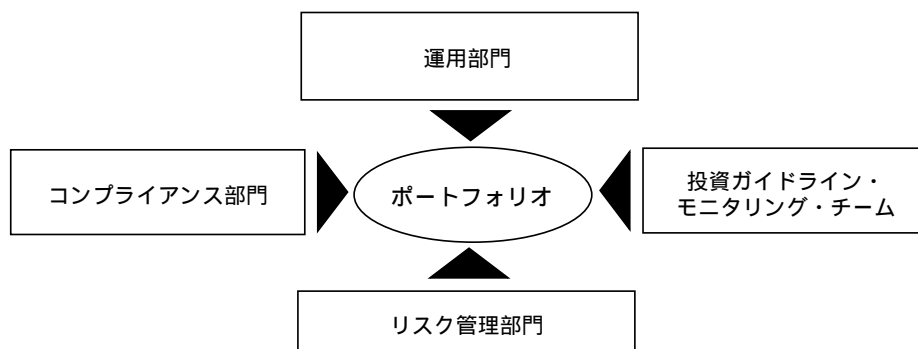 運用部門
コンプライアンス部門
ポートフォリオ
投資ガイドライン・
モニタリング・チーム
リスク管理部門